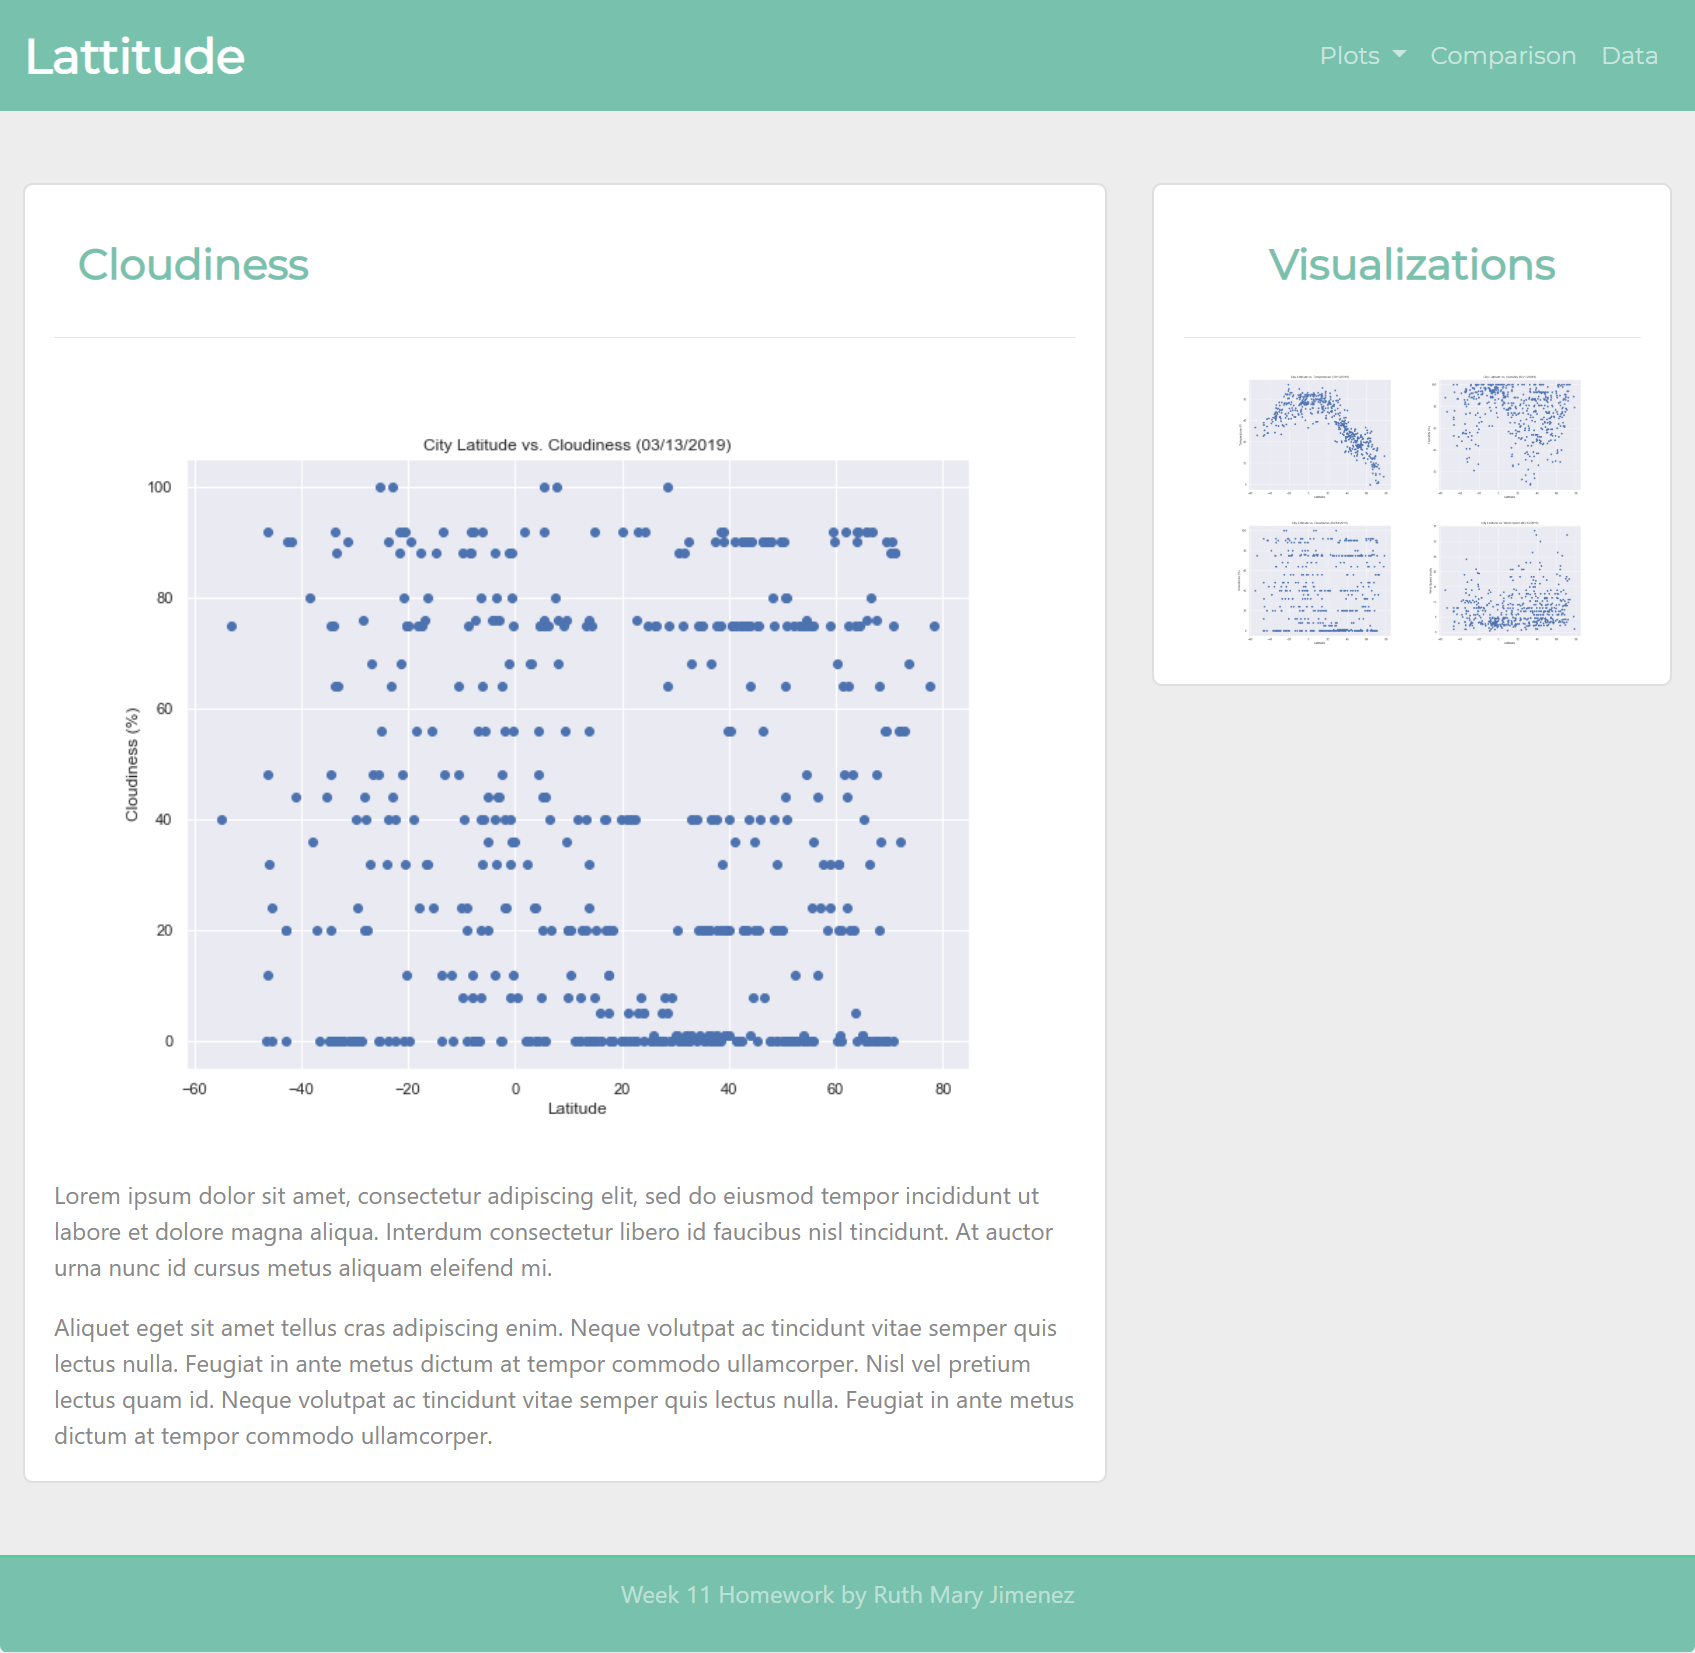 Lattitude
Plots Comparison Data
Cloudiness
Visualizations
City Latitude vs. Cloudiness (03/13/2019)
100
80
60
40
20
0
Cloudiness (%)
−60 −40 −20 0 20 40 60 80
Latitude
Lorem ipsum dolor sit amet, consectetur adipiscing elit, sed do eiusmod tempor incididunt ut
labore et dolore magna aliqua. Interdum consectetur libero id faucibus nisl tincidunt. At auctor
urna nunc id cursus metus aliquam eleifend mi.
Aliquet eget sit amet tellus cras adipiscing enim. Neque volutpat ac tincidunt vitae semper quis
lectus nulla. Feugiat in ante metus dictum at tempor commodo ullamcorper. Nisl vel pretium
lectus quam id. Neque volutpat ac tincidunt vitae semper quis lectus nulla. Feugiat in ante metus
dictum at tempor commodo ullamcorper.
Week 11 Homework by Ruth Mary Jimenez